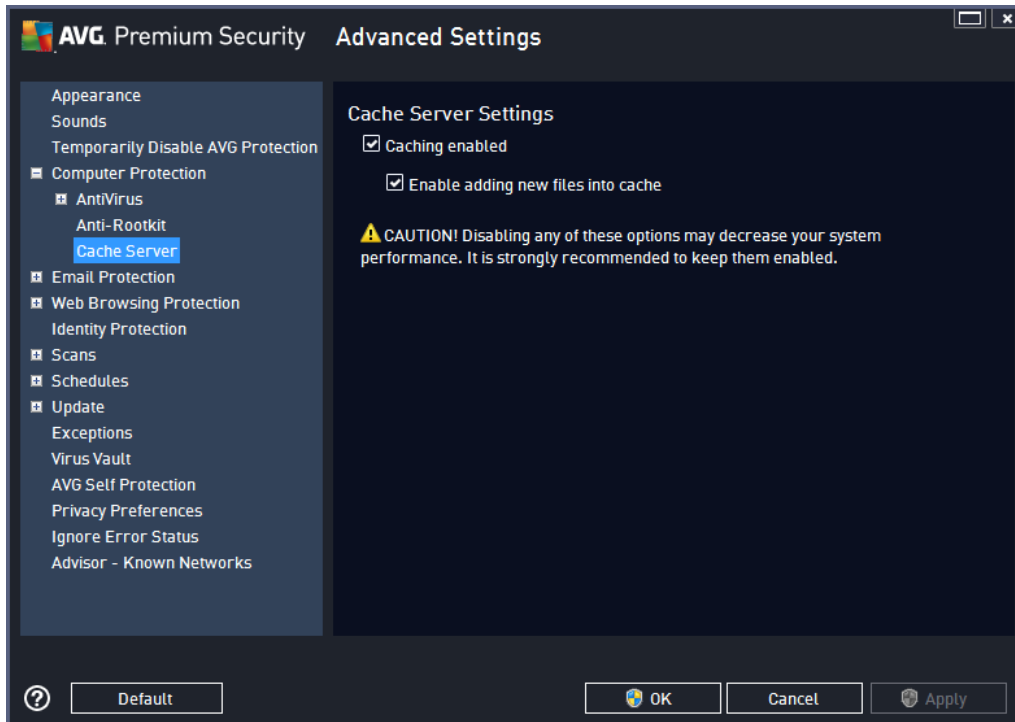 AVG. Premium Security
Advanced Settings
Appearance
Sounds
Temporarily Disable AVG Protection
Computer Protection
AntiVirus
Anti-Rootkit
Cache Server
Email Protection
Web Browsing Protection
Identity Protection
Scans
Schedules
Update
Exceptions
Virus Vault
AVG Self Protection
Privacy Preferences
Ignore Error Status
Advisor - Known Networks
Cache Server Settings
Caching enabled
Enable adding new files into cache
CAUTION! Disabling any of these options may decrease your system
performance. It is strongly recommended to keep them enabled.
Default
OK
Cancel
Apply